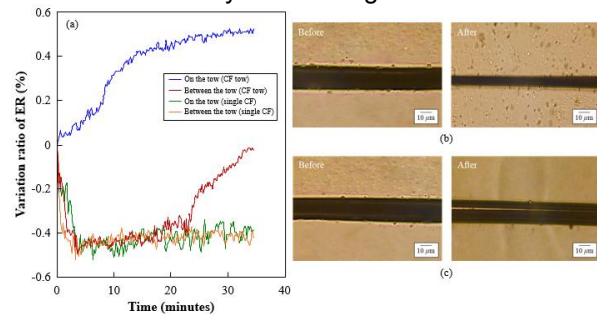 (a)
0.6
0.4
0.2
0
-0.2
-0.4
-0.6
Variation ratio of ER (%)
On the tow (CF tow)
Between the tow (CF tow)
On the tow (single CF)
Between the tow (single CF)
0 10 20 30 40
Time (minutes)
Before
10 µm
After
10 µm
(b)
Before
10 µm
After
10 µm
(c)